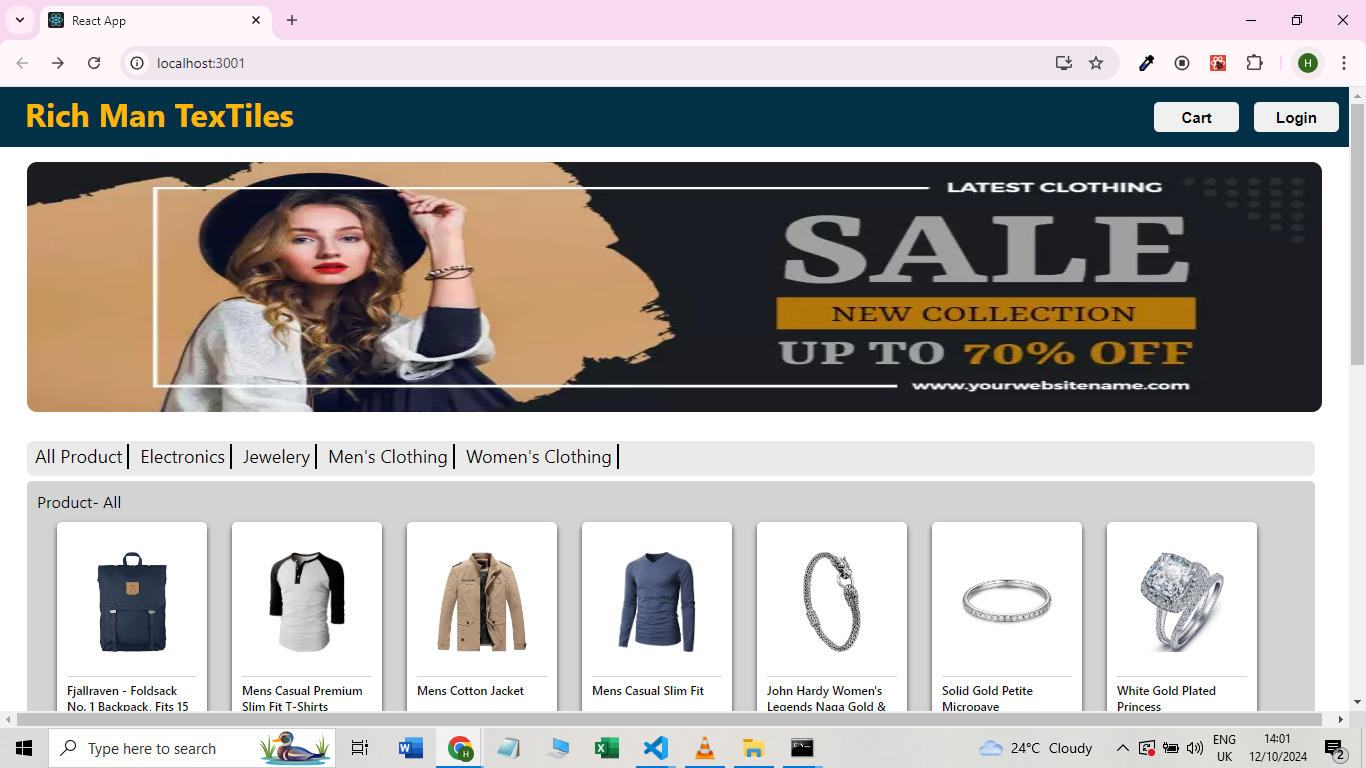 React App
localhost:3001
H
Rich Man TexTiles
Cart
Login
LATEST CLOTHING
SALE
NEW COLLECTION
UP TO 70% OFF
www.yourwebsitename.com
All Product
Electronics
Jewelery
Men's Clothing
Women's Clothing
Product- All
Fjallraven - Foldsack
No. 1 Backpack, Fits 15
Mens Casual Premium
Slim Fit T-Shirts
Mens Cotton Jacket
Mens Casual Slim Fit
John Hardy Women's
Legends Naga Gold &
Solid Gold Petite
Micropave
White Gold Plated
Princess
Type here to search
24°C Cloudy
ENG
UK
14:01
12/10/2024
2